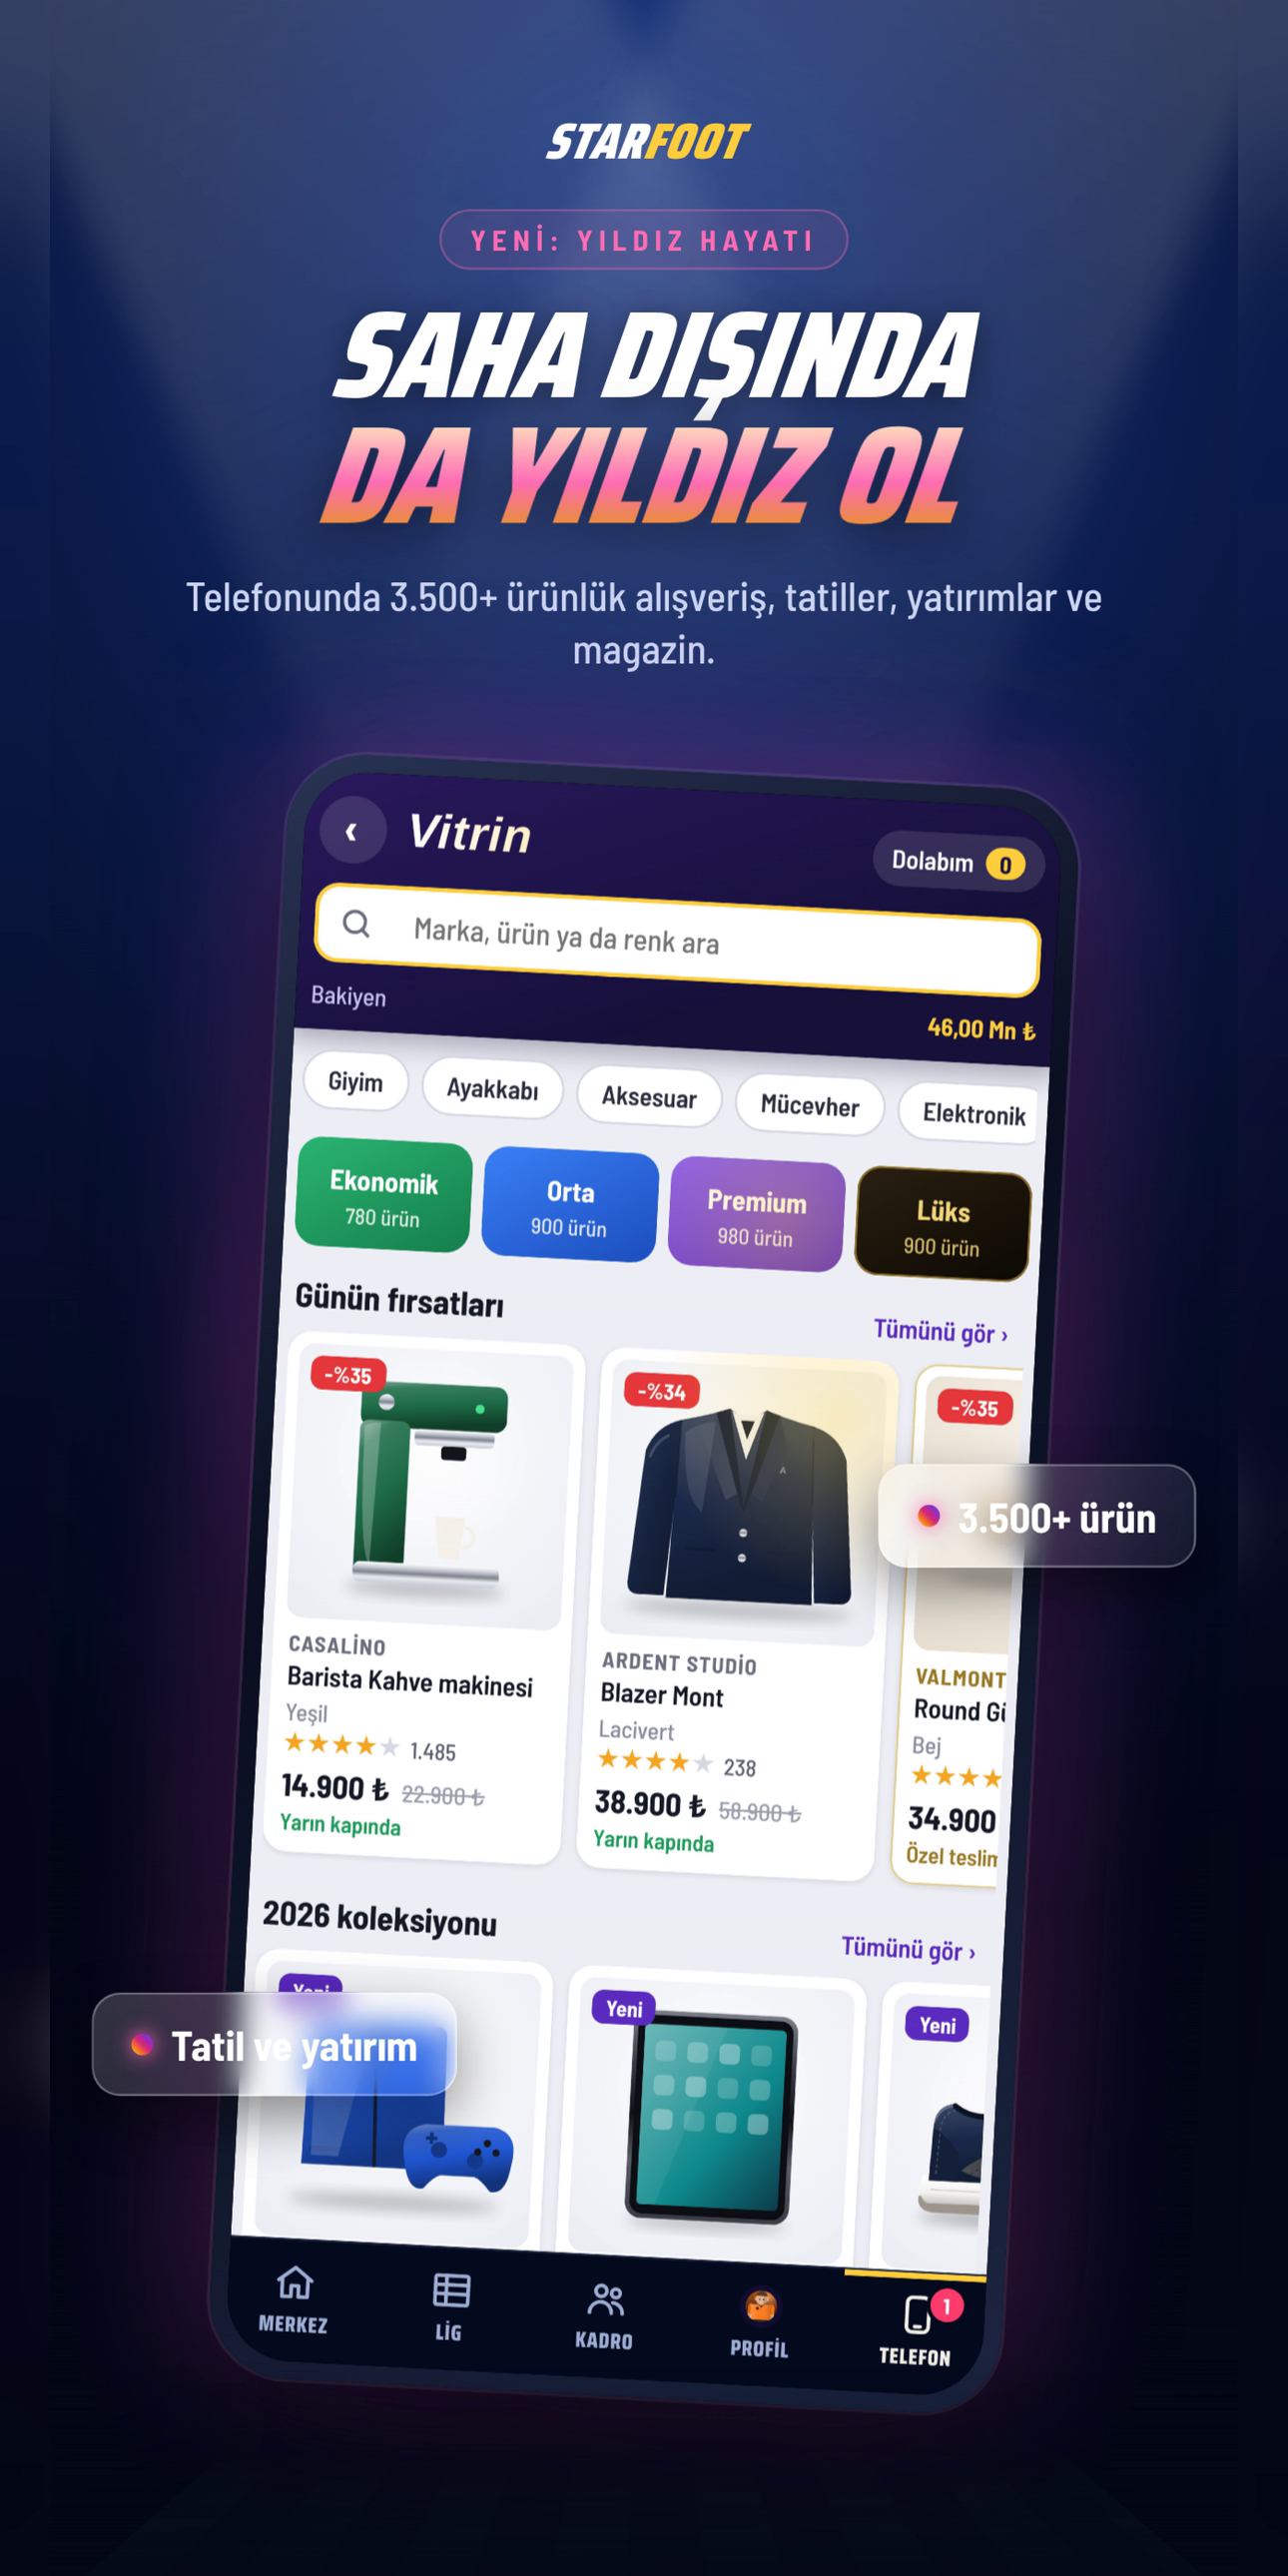 STARFOOT
YENİ: YILDIZ HAYATI
SAHA DIŞINDA
DA YILDIZ OL
Telefonunda 3.500+ ürünlük alışveriş, tatiller, yatırımlar ve
magazin.
Vitrin
Dolabım 0
Marka, ürün ya da renk ara
Bakiyen
46,00 Mn ₺
Giyim Ayakkabı Aksesuar Mücevher Elektronik
Ekonomik Orta Premium Lüks
780 ürün 900 ürün 980 ürün 900 ürün
Günün fırsatları
Tümünü gör ›
-%35 -%34 -%35
A
3.500+ ürün
CASALİNO
Barista Kahve makinesi
Yeşil
1.485
14.900 ₺ 22.900 ₺
Yarın kapında
ARDENT STUDİO
Blazer Mont
Lacivert
238
38.900 ₺ 58.900 ₺
Yarın kapında
VALMONT
Round
Bej
34.900
Özel
2026 koleksiyonu
Tümünü gör ›
Yeni Yeni Yeni
Tatil ve yatırım
MERKEZ LİG KADRO PROFİL TELEFON
1